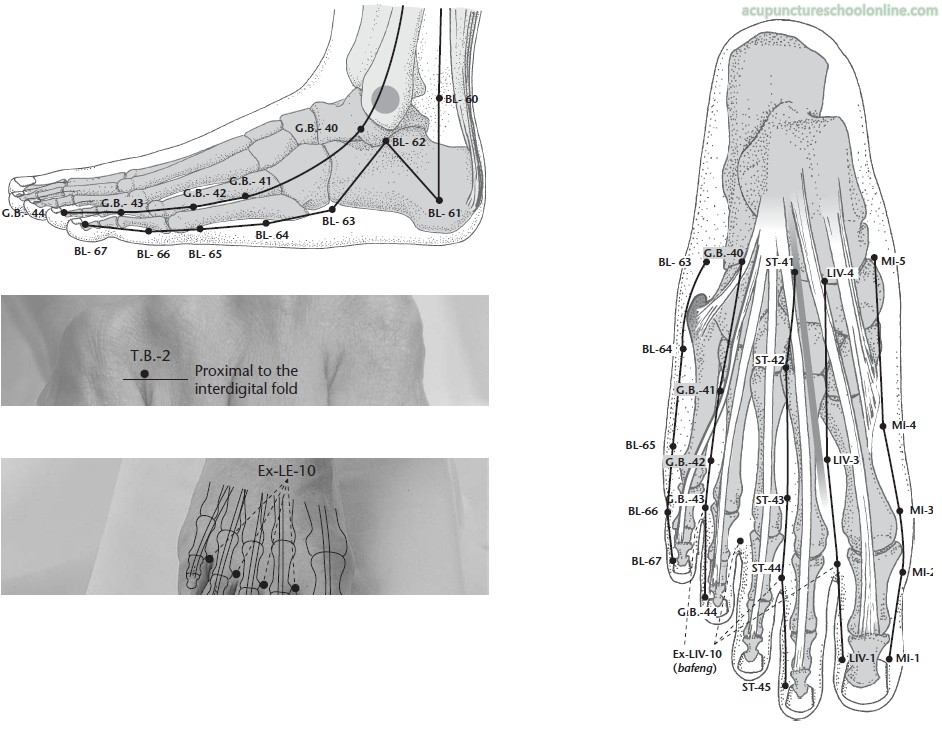 acupunctureschoolonline.com
BL- 60
G.B.- 40
BL- 62
G.B.- 41
G.B.- 42
G.B.- 43
G.B.- 44
BL- 61
BL- 63
BL- 64
BL- 65
BL- 66
BL- 67
T.B.-2
Proximal to the
interdigital fold
Ex-LE-10
BL- 63
G.B.-40
ST-41
LIV-4
MI-5
BL-64
ST-42
G.B.-41
MI-4
BL-65
G.B.-42
LIV-3
G.B.-43
ST-43
BL-66
MI-3
BL-67
ST-44
MI-2
G.B.-44
Ex-LIV-10
(bafeng)
LIV-1
MI-1
ST-45